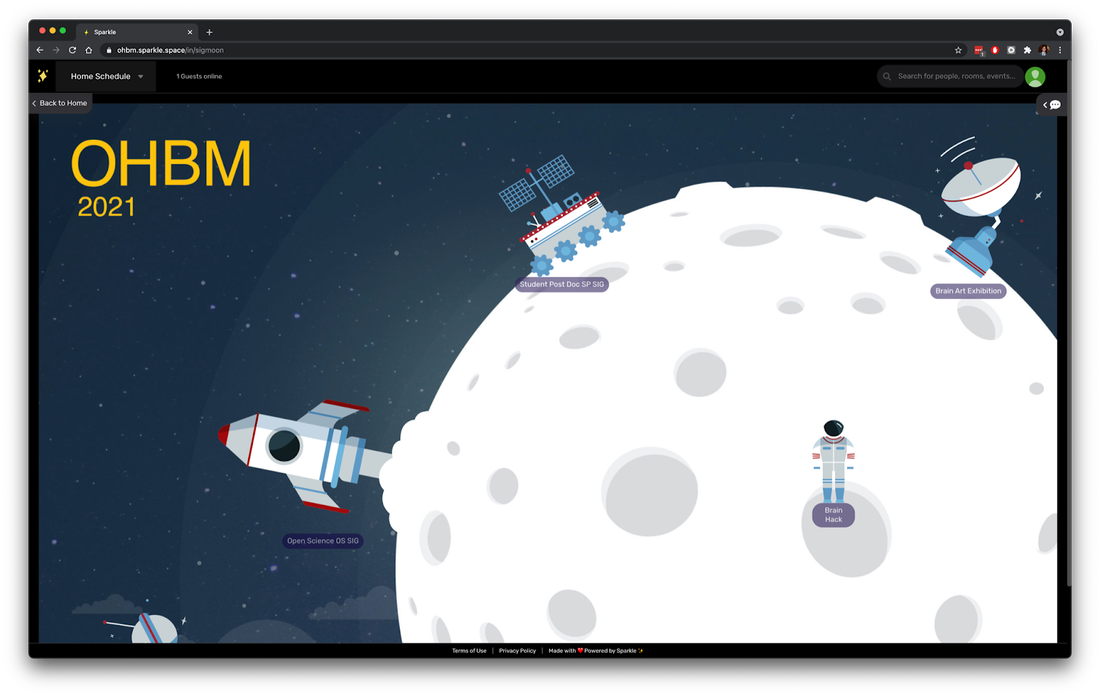 Sparkle
ohbm.sparkle.space/in/sigmoon
Home Schedule
1 Guests online
Search for people, rooms, events...
Back to Home
OHBM
2021
Student Post Doc SP SIG
Brain Art Exhibition
Brain
Hack
Open Science OS SIG
Terms of Use | Privacy Policy | Made with ❤️ Powered by Sparkle ✨